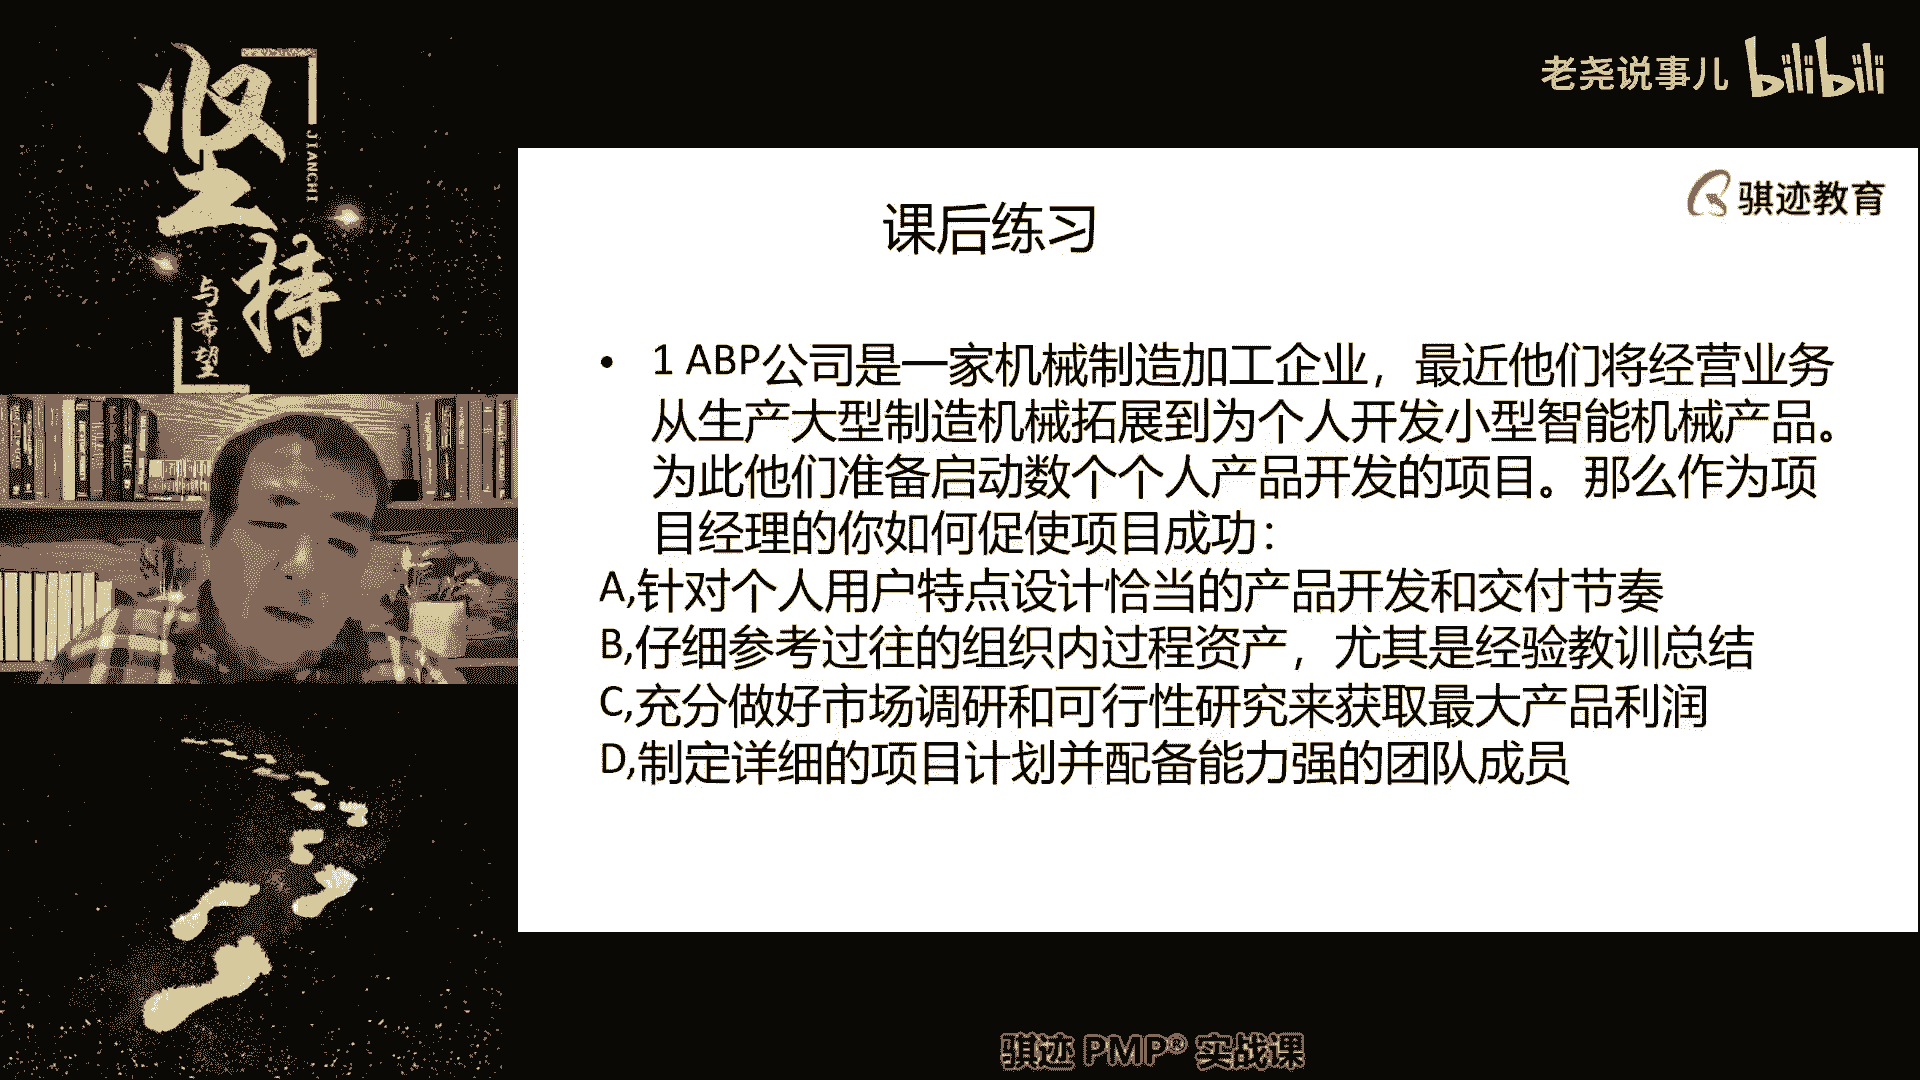 坚持
JIANCHI
与希望
老尧说事儿 bilibili
骐迹教育
课后练习
• 1 ABP公司是一家机械制造加工企业，最近他们将经营业务
从生产大型制造机械拓展到为个人开发小型智能机械产品。
为此他们准备启动数个个人产品开发的项目。那么作为项
目经理的你如何促使项目成功：
A,针对个人用户特点设计恰当的产品开发和交付节奏
B,仔细参考过往的组织内过程资产，尤其是经验教训总结
C,充分做好市场调研和可行性研究来获取最大产品利润
D,制定详细的项目计划并配备能力强的团队成员
骐迹 PMP® 实战课